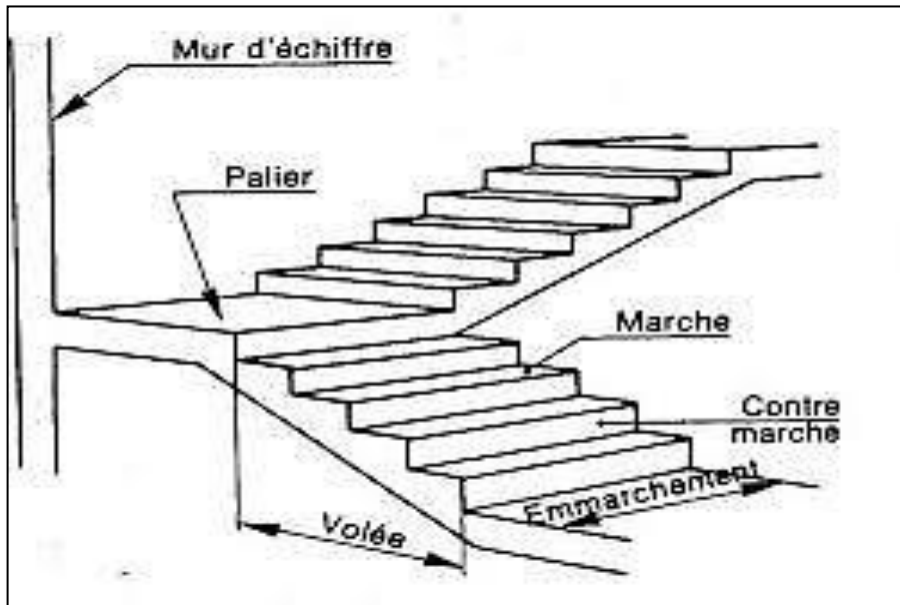 Mur d'échiffre
Palier
Marche
Contre
marche
Emmarchement
Volée